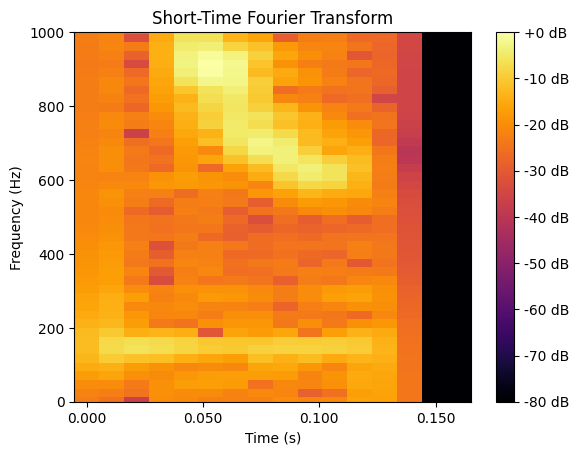 Short-Time Fourier Transform
1000
800
600
400
200
0
Frequency (Hz)
0.000
0.050
0.100
0.150
Time (s)
+0 dB
-10 dB
-20 dB
-30 dB
-40 dB
-50 dB
-60 dB
-70 dB
-80 dB